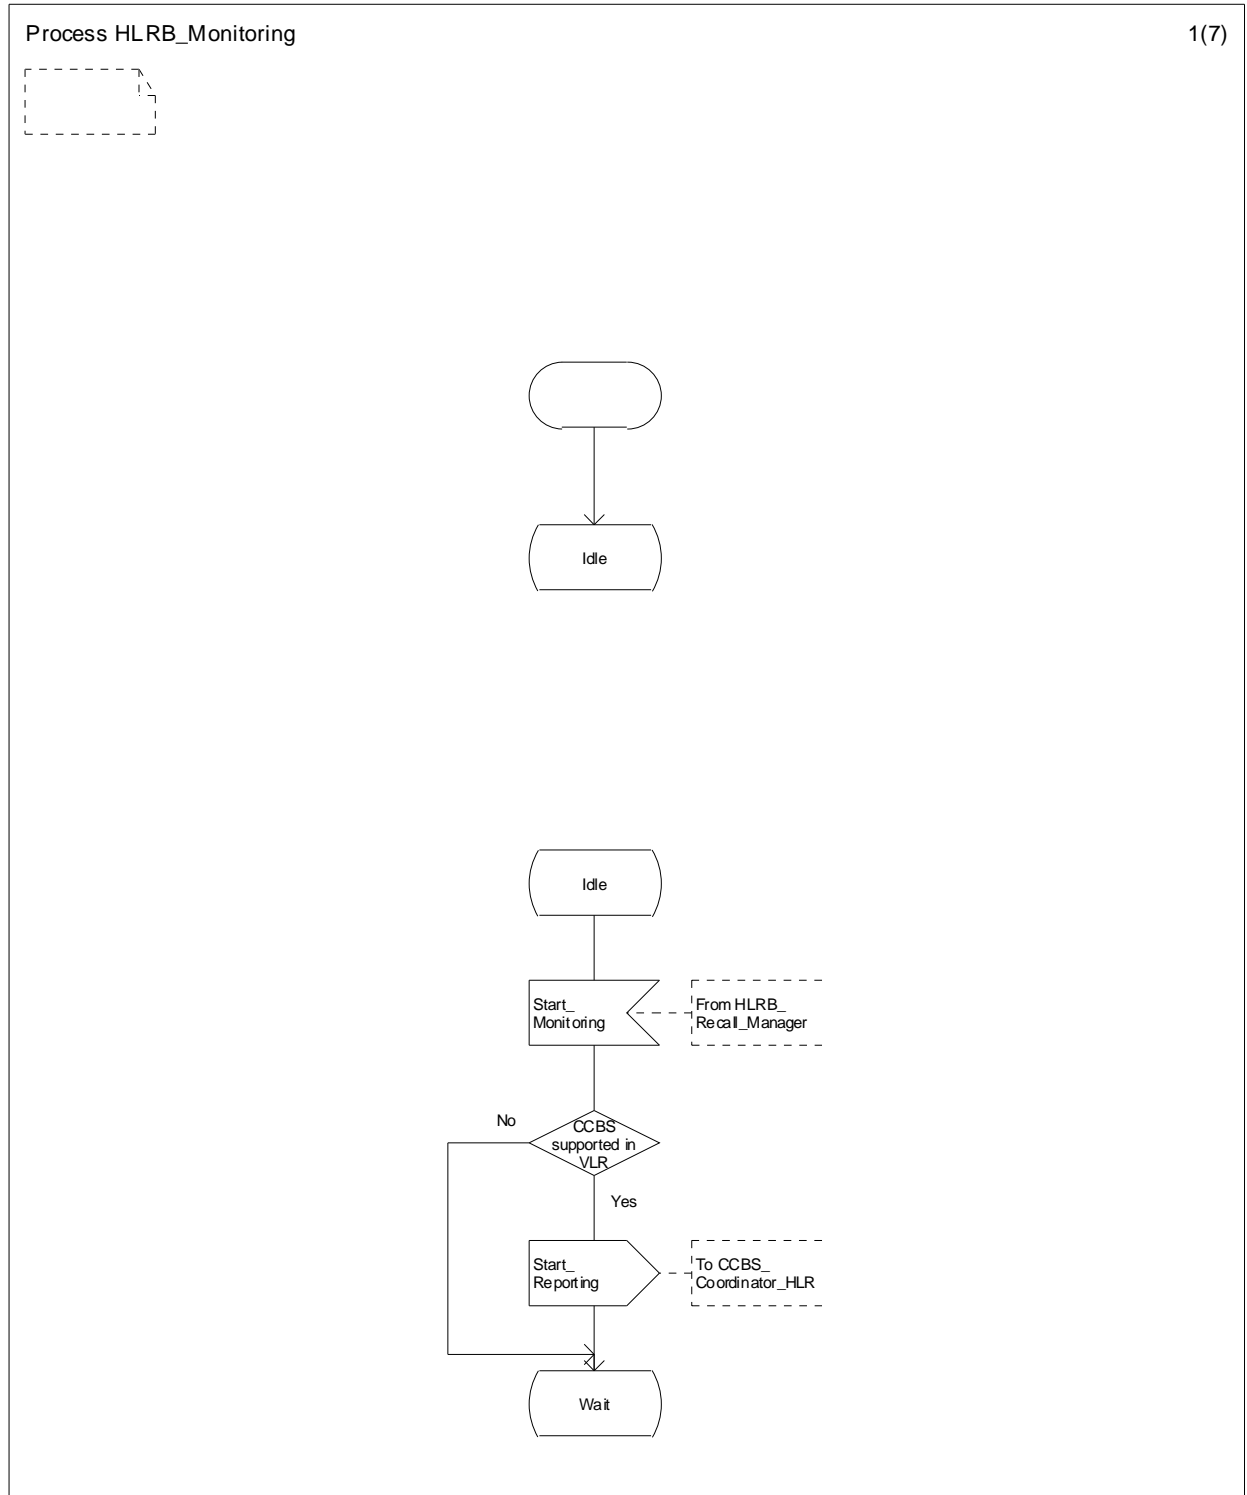 Process HLRB_Monitoring
1(7)
Idle
Idle
Start_
Monitoring
From HLRB_
Recall_Manager
No
CCBS
supported in
VLR
Yes
Start_
Reporting
To CCBS_
Coordinator_HLR
Wait